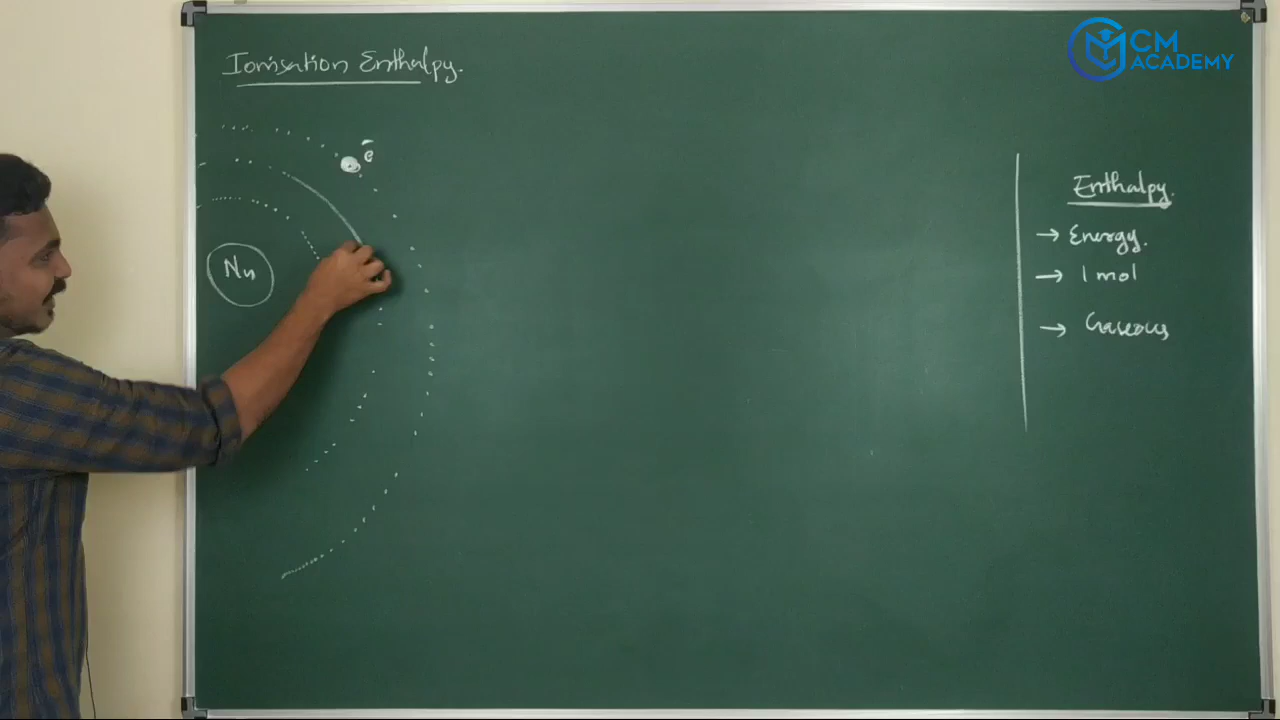 Ionisation Enthalpy.
CM
ACADEMY
e⁻
Nu
Enthalpy.
→ Energy.
→ 1 mol
→ Gaseous